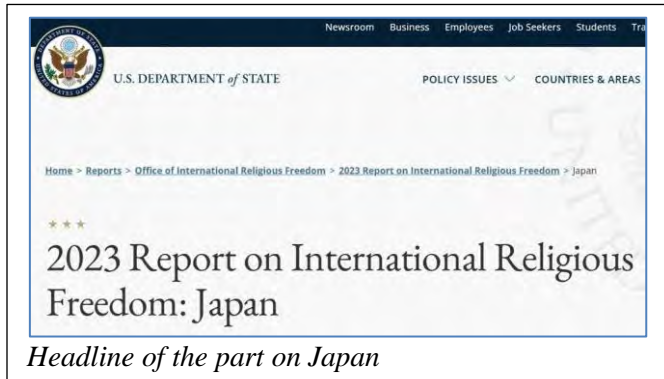 Newsroom Business Employees Job Seekers Students Tra
U.S. DEPARTMENT of STATE
POLICY ISSUES COUNTRIES & AREAS
Home > Reports > Office of International Religious Freedom > 2023 Report on International Religious Freedom > Japan
2023 Report on International Religious
Freedom: Japan
Headline of the part on Japan